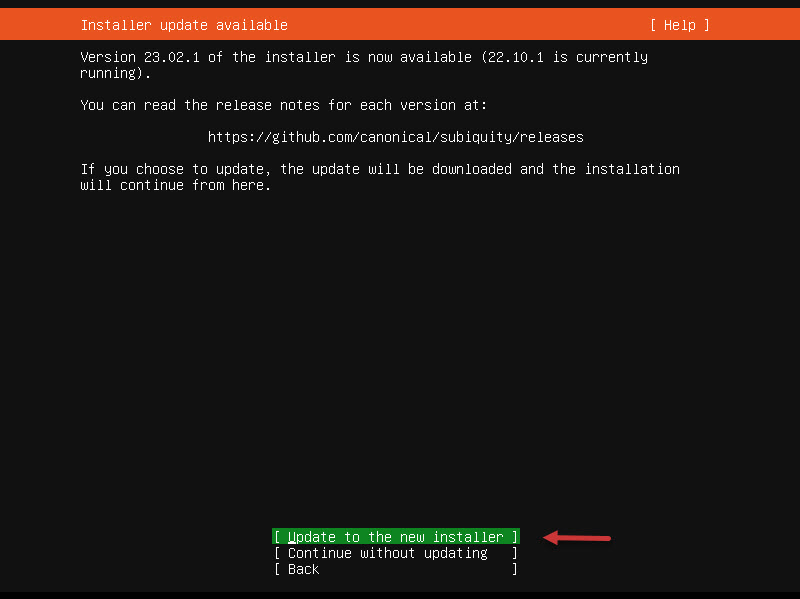 Installer update available [ Help ]
Version 23.02.1 of the installer is now available (22.10.1 is currently
running).
You can read the release notes for each version at:
https://github.com/canonical/subiquity/releases
If you choose to update, the update will be downloaded and the installation
will continue from here.
[ Update to the new installer ]
[ Continue without updating ]
[ Back ]